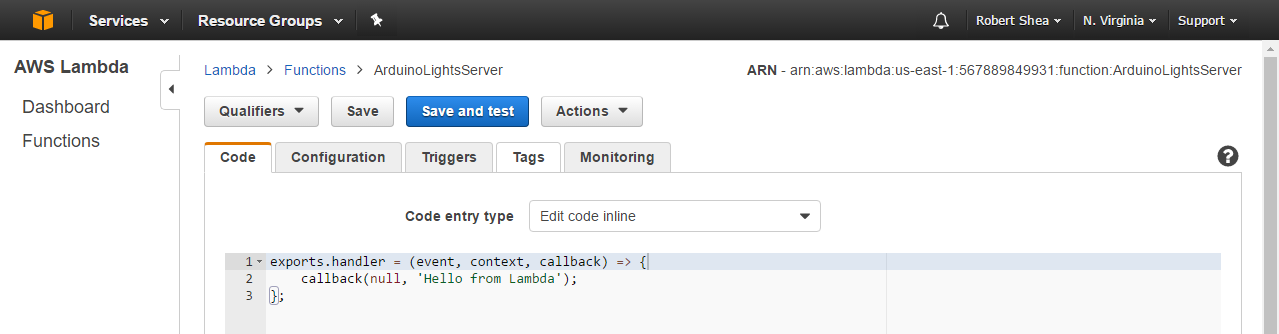 Services Resource Groups Robert Shea N. Virginia Support
AWS Lambda
Dashboard
Functions
Lambda > Functions > ArduinoLightsServer ARN - arn:aws:lambda:us-east-1:567889849931:function:ArduinoLightsServer
Qualifiers Save Save and test Actions
Code Configuration Triggers Tags Monitoring ?
Code entry type Edit code inline
1 exports.handler = (event, context, callback) => {
2 callback(null, 'Hello from Lambda');
3 };